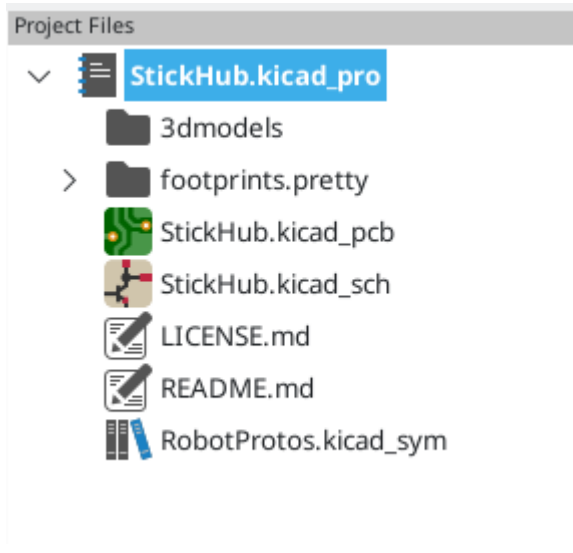 Project Files
StickHub.kicad_pro
3dmodels
footprints.pretty
StickHub.kicad_pcb
StickHub.kicad_sch
LICENSE.md
README.md
RobotProtos.kicad_sym